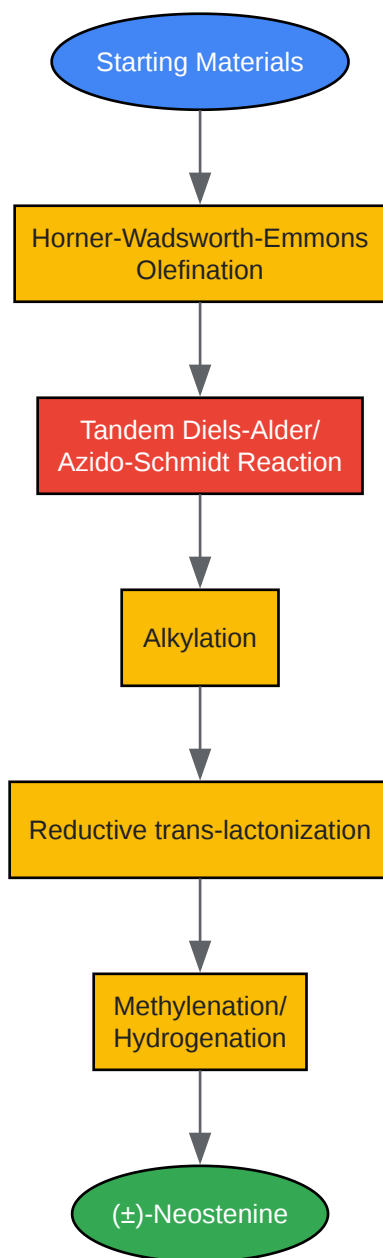 Starting Materials
Horner-Wadsworth-Emmons
Olefination
Tandem Diels-Alder/
Azido-Schmidt Reaction
Alkylation
Reductive trans-lactonization
Methylenation/
Hydrogenation
(±)-Neostenine